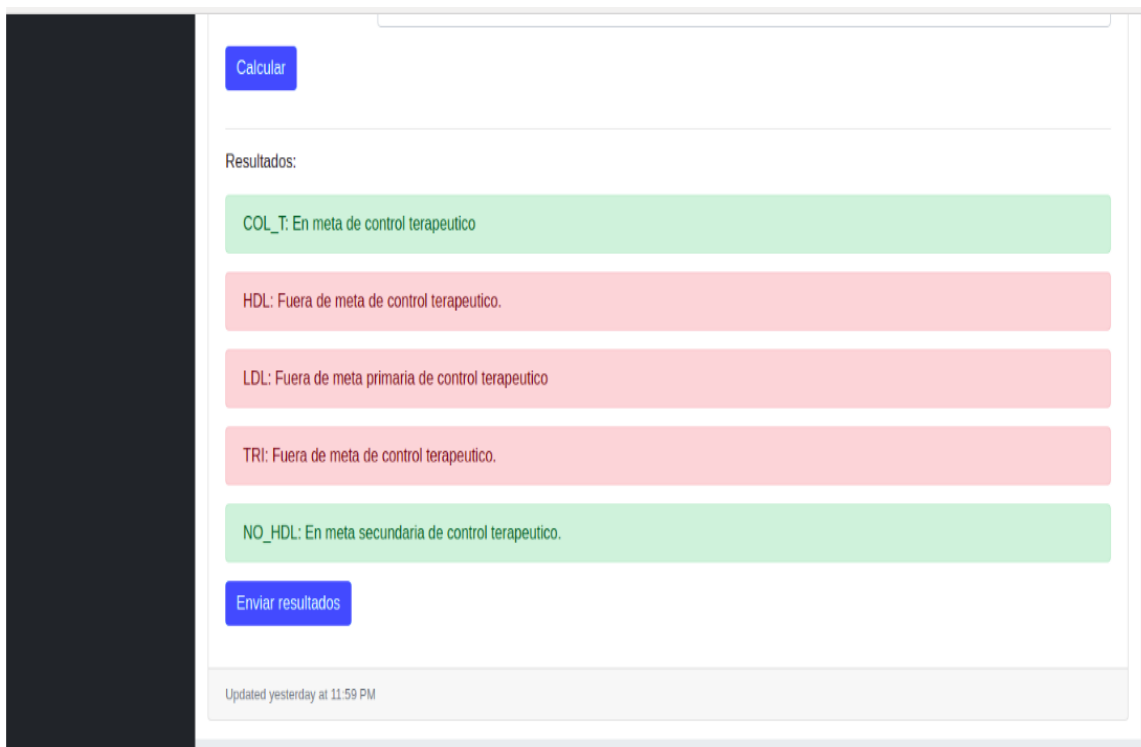 Calcular
Resultados:
COL_T: En meta de control terapeutico
HDL: Fuera de meta de control terapeutico.
LDL: Fuera de meta primaria de control terapeutico
TRI: Fuera de meta de control terapeutico.
NO_HDL: En meta secundaria de control terapeutico.
Enviar resultados
Updated yesterday at 11:59 PM